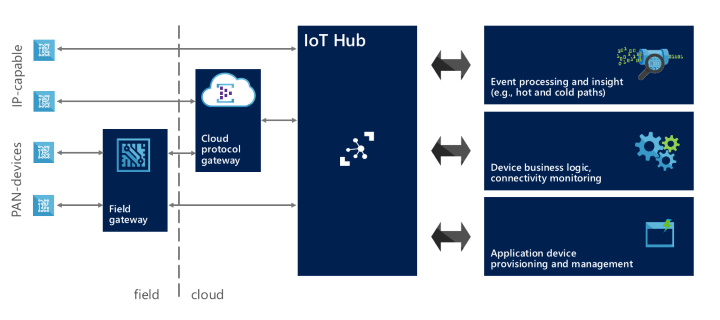 IP-capable
PAN-devices
Field
gateway
Cloud
protocol
gateway
IoT Hub
Event processing and insight
(e.g., hot and cold paths)
Device business logic,
connectivity monitoring
Application device
provisioning and management
field
cloud